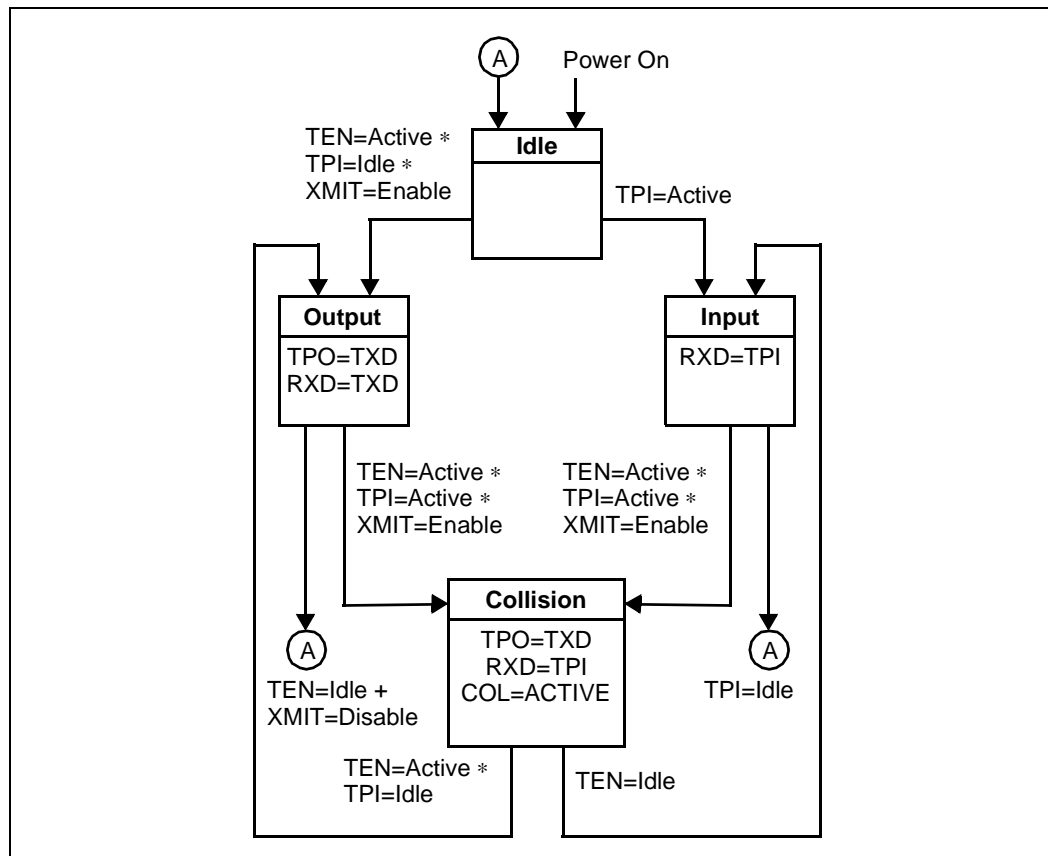 A
Power On
TEN=Active *
TPI=Idle *
XMIT=Enable
Idle
TPI=Active
Output
TPO=TXD
RXD=TXD
Input
RXD=TPI
TEN=Active *
TPI=Active *
XMIT=Enable
TEN=Active *
TPI=Active *
XMIT=Enable
Collision
TPO=TXD
RXD=TPI
COL=ACTIVE
A
TEN=Idle +
XMIT=Disable
A
TPI=Idle
TEN=Active *
TPI=Idle
TEN=Idle